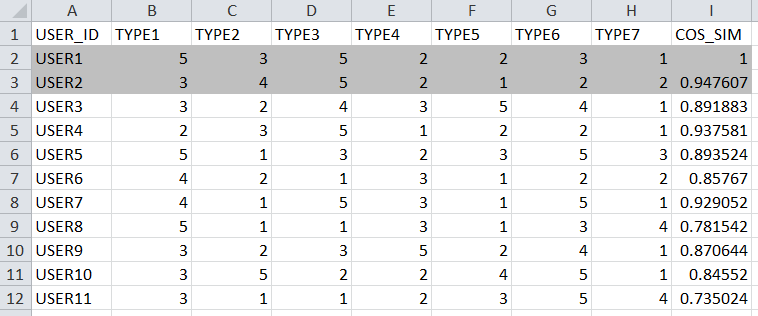 A B C D E F G H I
1 USER_ID TYPE1 TYPE2 TYPE3 TYPE4 TYPE5 TYPE6 TYPE7 COS_SIM
2 USER1 5 3 5 2 2 3 1 1
3 USER2 3 4 5 2 1 2 2 0.947607
4 USER3 3 2 4 3 5 4 1 0.891883
5 USER4 2 3 5 1 2 2 1 0.937581
6 USER5 5 1 3 2 3 5 3 0.893524
7 USER6 4 2 1 3 1 2 2 0.85767
8 USER7 4 1 5 3 1 5 1 0.929052
9 USER8 5 1 1 3 1 3 4 0.781542
10 USER9 3 2 3 5 2 4 1 0.870644
11 USER10 3 5 2 2 4 5 1 0.84552
12 USER11 3 1 1 2 3 5 4 0.735024